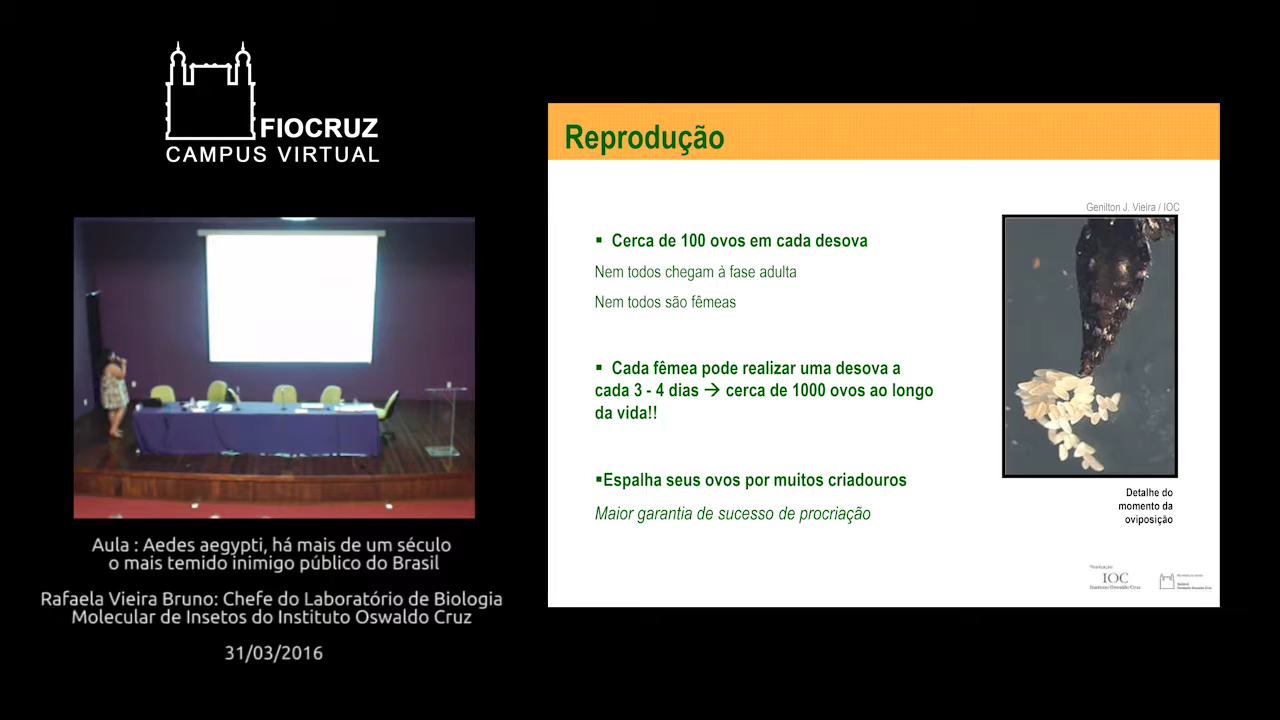 FIOCRUZ
CAMPUS VIRTUAL
Aula : Aedes aegypti, há mais de um século
o mais temido inimigo público do Brasil
Rafaela Vieira Bruno: Chefe do Laboratório de Biologia
Molecular de Insetos do Instituto Oswaldo Cruz
31/03/2016
Reprodução
Genilton J. Vieira / IOC
▪ Cerca de 100 ovos em cada desova
Nem todos chegam à fase adulta
Nem todos são fêmeas
▪ Cada fêmea pode realizar uma desova a
cada 3 - 4 dias → cerca de 1000 ovos ao longo
da vida!!
▪Espalha seus ovos por muitos criadouros
Maior garantia de sucesso de procriação
Detalhe do
momento da
oviposição
IOC
Instituto Oswaldo Cruz